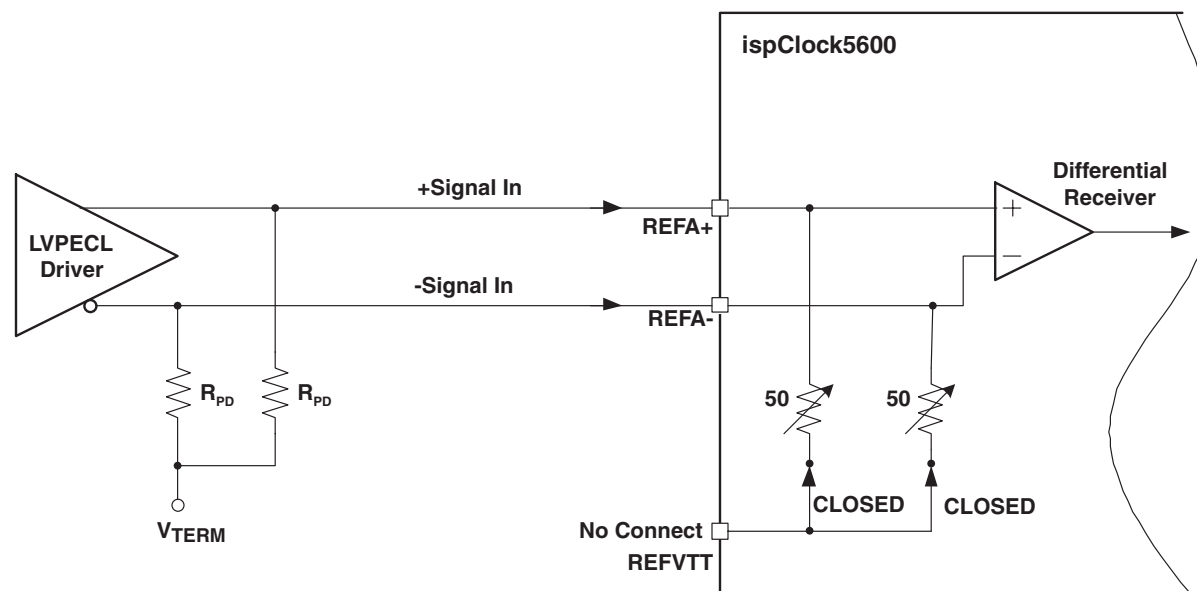 ispClock5600
Differential
Receiver
+Signal In
REFA+
LVPECL
Driver
-Signal In
REFA-
+
—
RPD
RPD
50
50
VTERM
CLOSED
CLOSED
No Connect
REFVTT